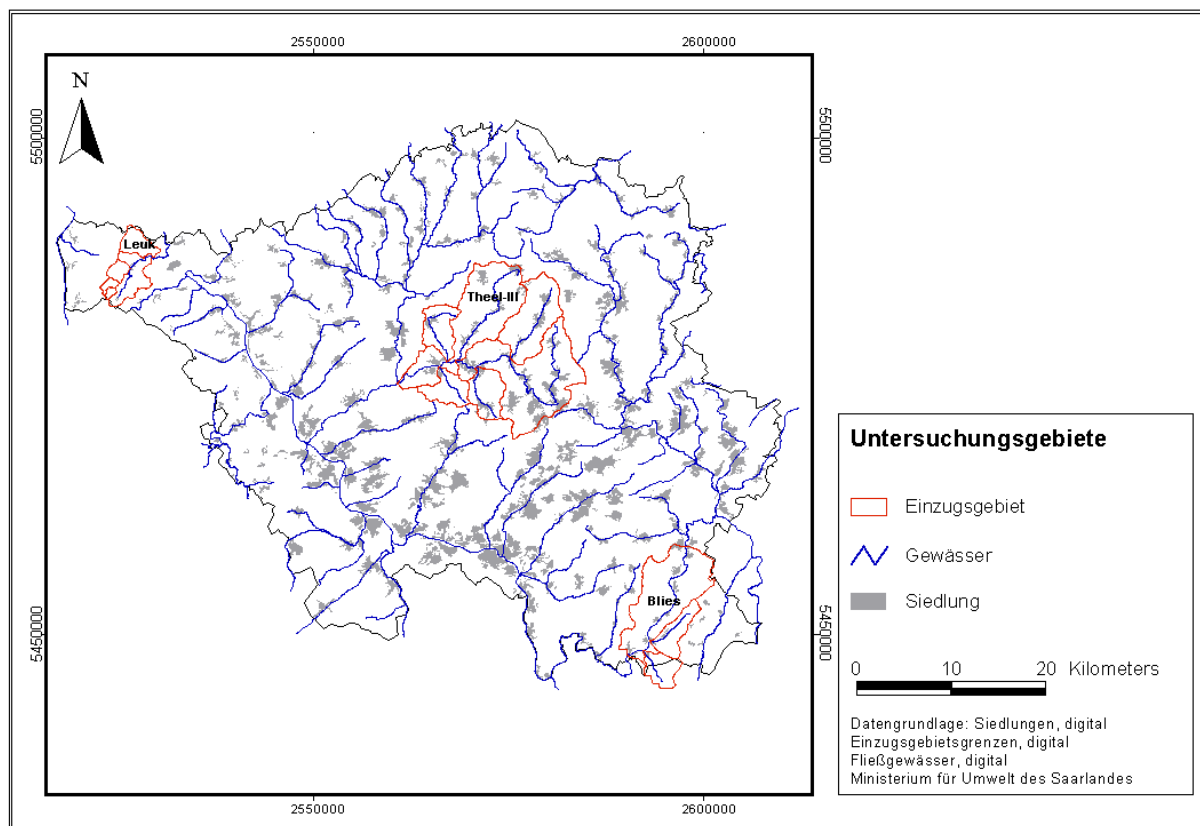 2550000 2600000
N
5500000 5500000
Leuk
Theel-III
Blies
5450000 5450000
2550000 2600000
Untersuchungsgebiete
Einzugsgebiet
Gewässer
Siedlung
0 10 20 Kilometers
Datengrundlage: Siedlungen, digital
Einzugsgebietsgrenzen, digital
Fließgewässer, digital
Ministerium für Umwelt des Saarlandes